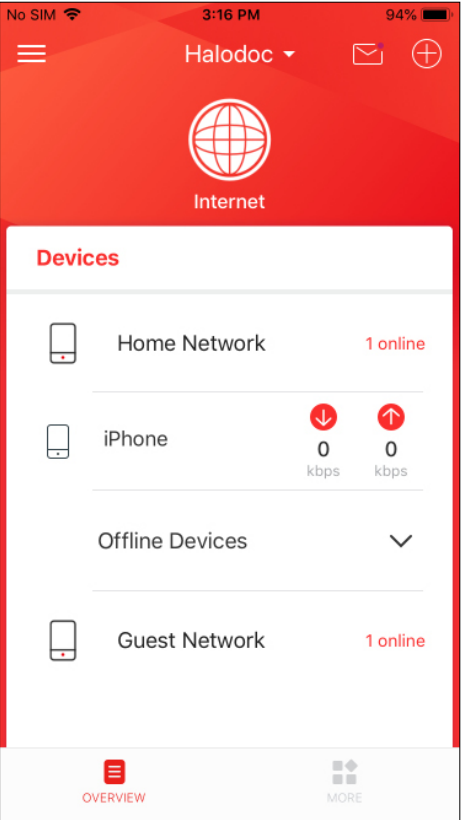 No SIM 3:16 PM 94%
Halodoc
Internet
Devices
Home Network 1 online
iPhone 0 0
kbps kbps
Offline Devices
Guest Network 1 online
OVERVIEW MORE